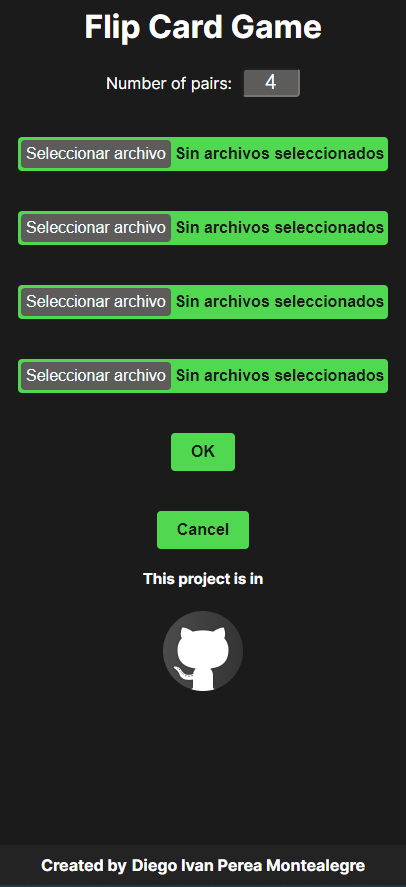 Flip Card Game
Number of pairs: 4
Seleccionar archivo Sin archivos seleccionados
Seleccionar archivo Sin archivos seleccionados
Seleccionar archivo Sin archivos seleccionados
Seleccionar archivo Sin archivos seleccionados
OK
Cancel
This project is in
Created by Diego Ivan Perea Montealegre